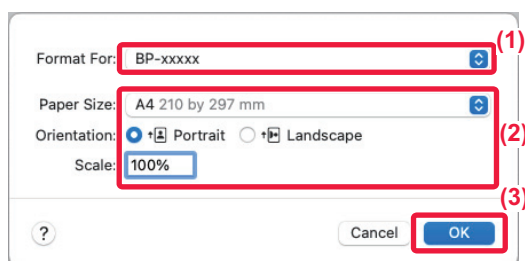 (1)
Format For: BP-xxxxx
Paper Size: A4 210 by 297 mm
Orientation: Portrait Landscape
(2)
Scale: 100%
(3)
? Cancel OK